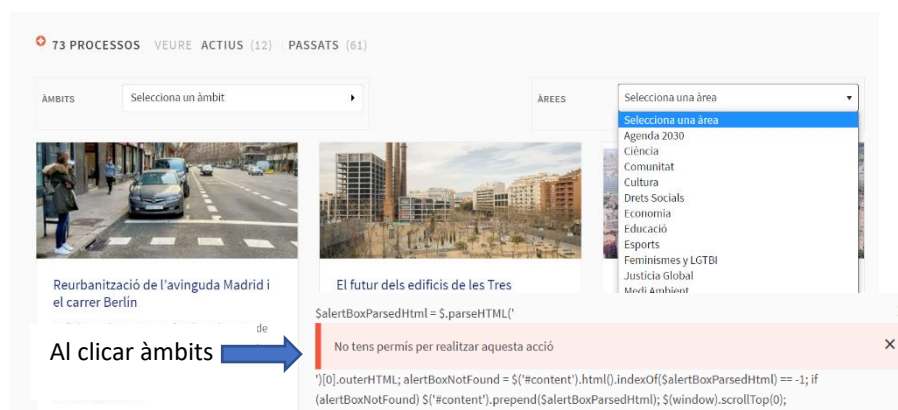 73 PROCESSOS VEURE ACTIUS (12) | PASSATS (61)
ÀMBITS Selecciona un àmbit ÀREES Selecciona una àrea
Selecciona una àrea
Agenda 2030
Ciència
Comunitat
Cultura
Drets Socials
Economia
Educació
Esports
Feminismes y LGTBI
Justícia Global
Medi Ambient
Reurbanització de l'avinguda Madrid i
el carrer Berlín
El futur dels edificis de les Tres
de
Al clicar àmbits
$alertBoxParsedHtml = $.parseHTML('
No tens permís per realitzar aquesta acció ×
')[0].outerHTML; alertBoxNotFound = $('#content').html().indexOf($alertBoxParsedHtml) == -1; if
(alertBoxNotFound) $('#content').prepend($alertBoxParsedHtml); $(window).scrollTop(0);